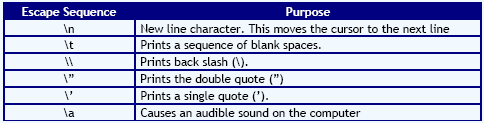 Escape Sequence Purpose
\n New line character. This moves the cursor to the next line
\t Prints a sequence of blank spaces.
\\ Prints back slash (\).
\” Prints the double quote (”)
\’ Prints a single quote (’).
\a Causes an audible sound on the computer